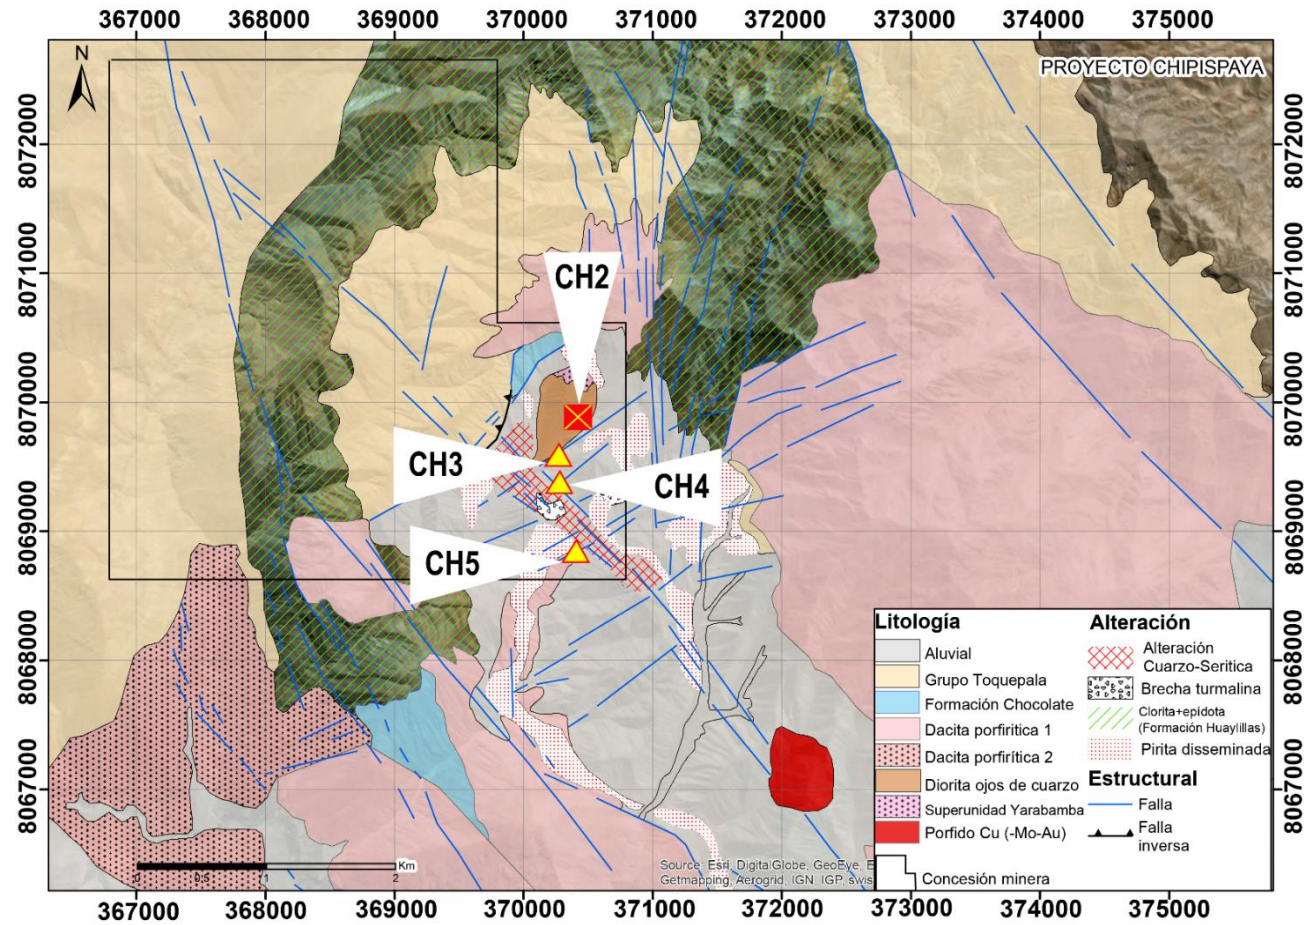 367000 368000 369000 370000 371000 372000 373000 374000 375000
N
PROYECTO CHIPISPAYA
8072000 8072000
8071000 8071000
CH2
8070000 8070000
CH3
CH4
8069000 8069000
CH5
8068000 8068000
8067000 8067000
Litología
Aluvial
Grupo Toquepala
Formación Chocolate
Dacita porfiritica 1
Dacita porfirítica 2
Diorita ojos de cuarzo
Superunidad Yarabamba
Porfido Cu (-Mo-Au)
Concesión minera
Alteración
Alteración
Cuarzo-Seritica
Brecha turmalina
Clorita+epidota
(Formación Huaylillas)
Pirita disseminada
Estructural
Falla
Falla
inversa
0 0.5 1 2
Km
Source: Esri, DigitalGlobe, GeoEye, E
Getmapping, Aerogrid, IGN, IGP, swis
367000 368000 369000 370000 371000 372000 373000 374000 375000